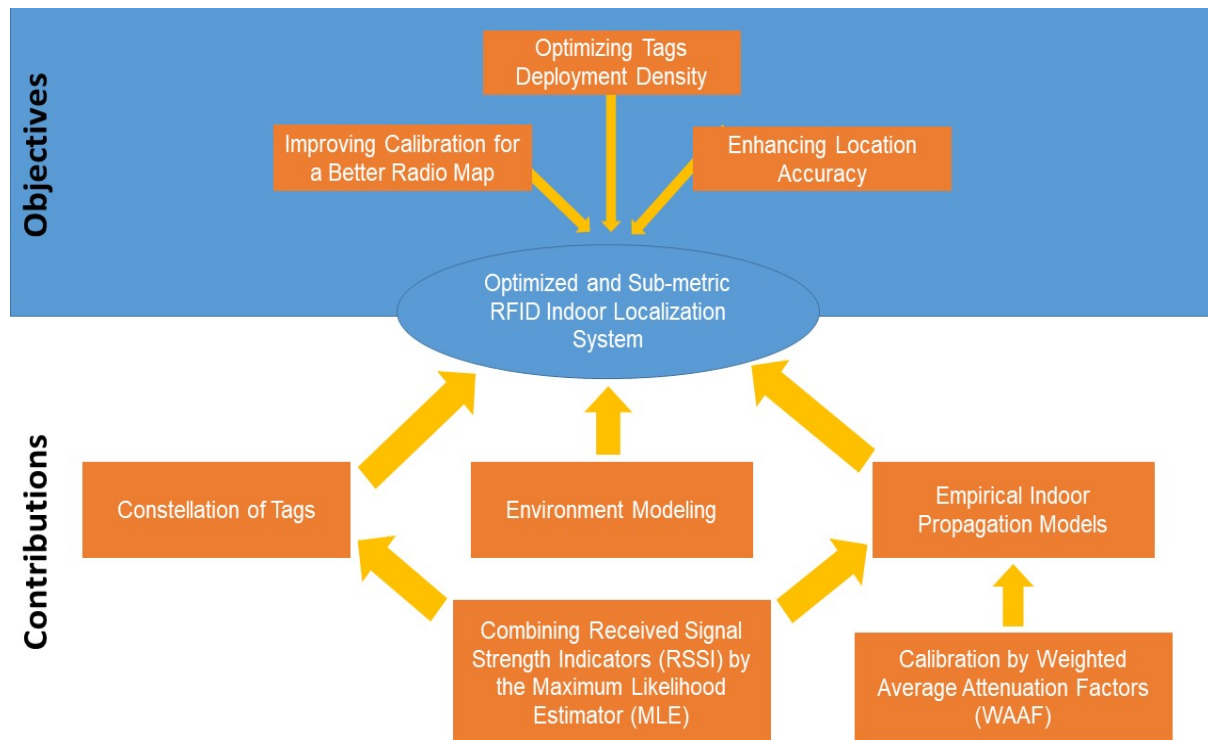 Objectives
Optimizing Tags
Deployment Density
Improving Calibration for
a Better Radio Map
Enhancing Location
Accuracy
Optimized and Sub-metric
RFID Indoor Localization
System
Contributions
Constellation of Tags
Environment Modeling
Empirical Indoor
Propagation Models
Combining Received Signal
Strength Indicators (RSSI) by
the Maximum Likelihood
Estimator (MLE)
Calibration by Weighted
Average Attenuation Factors
(WAAF)